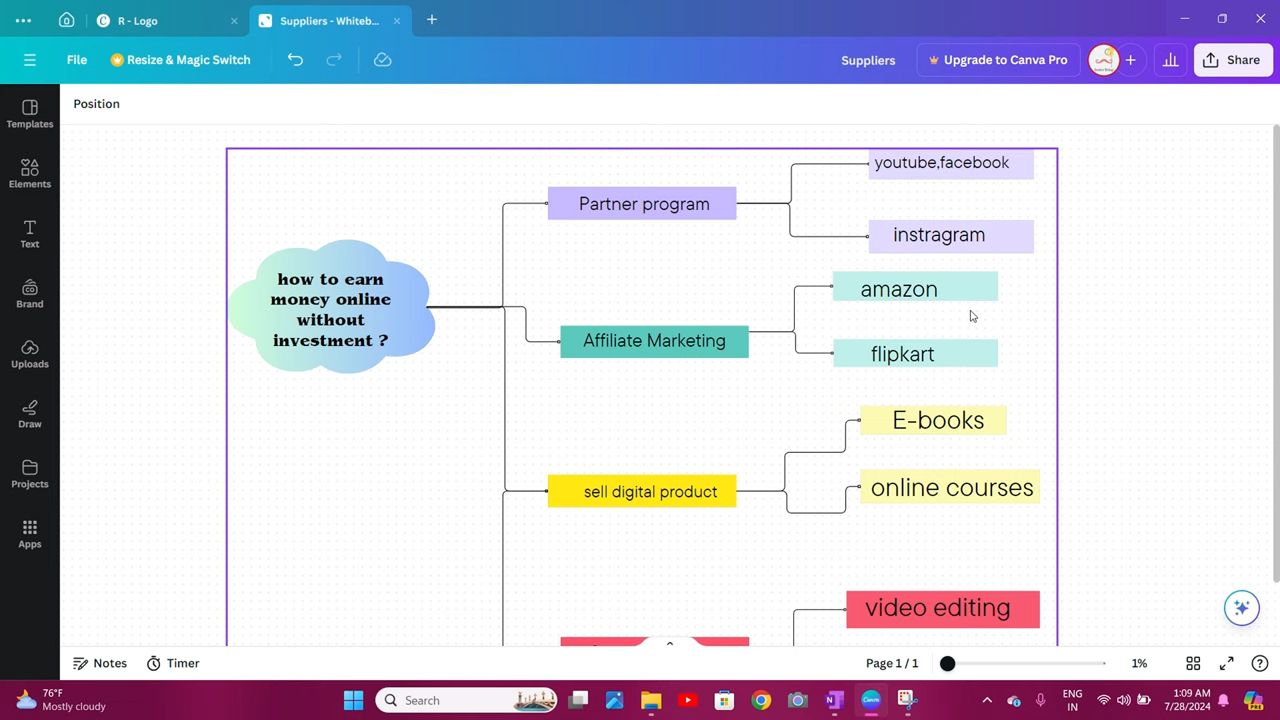 R - Logo
Suppliers - Whiteb...
File
Resize & Magic Switch
Suppliers
Upgrade to Canva Pro
Share
Position
Templates
Elements
Text
Brand
Uploads
Draw
Projects
Apps
how to earn
money online
without
investment ?
Partner program
youtube,facebook
instragram
Affiliate Marketing
amazon
flipkart
sell digital product
E-books
online courses
video editing
Notes
Timer
Page 1 / 1
1%
76°F
Mostly cloudy
Search
ENG
IN
1:09 AM
7/28/2024